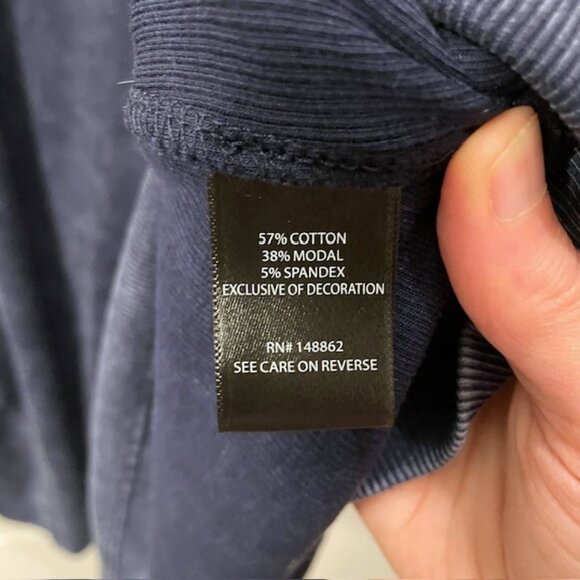 57% COTTON
38% MODAL
5% SPANDEX
EXCLUSIVE OF DECORATION
RN# 148862
SEE CARE ON REVERSE